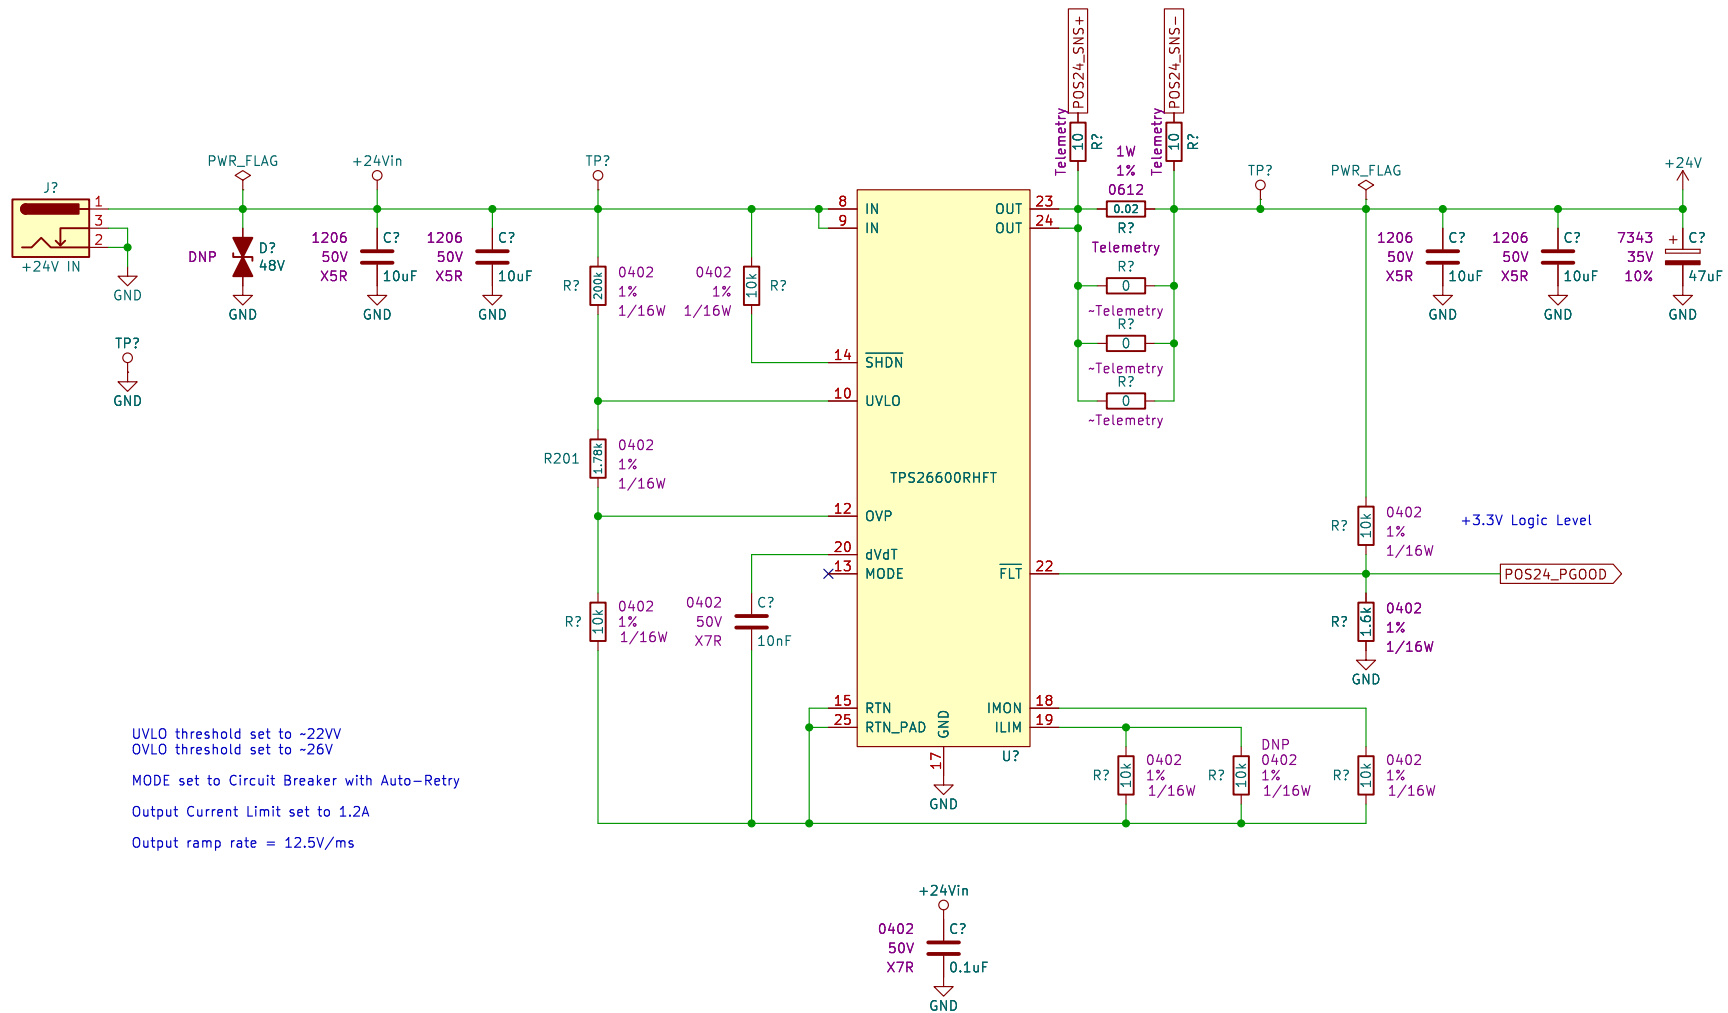 POS24_SNS+
POS24_SNS-
Telemetry
10
R?
Telemetry
10
R?
1W
1%
0612
0.02
R?
Telemetry
R?
0
~Telemetry
R?
0
~Telemetry
R?
0
~Telemetry
J?
1
3
2
+24V IN
GND
TP?
GND
PWR_FLAG
DNP
D?
48V
GND
+24Vin
1206
50V
X5R
C?
10uF
GND
1206
50V
X5R
C?
10uF
GND
TP?
R?
200k
0402
1%
1/16W
0402
1%
1/16W
10k
R?
R201
1.78k
0402
1%
1/16W
R?
10k
0402
1%
1/16W
0402
50V
X7R
C?
10nF
8
IN
9
IN
14
SHDN
10
UVLO
12
OVP
20
dVdT
13
MODE
15
RTN
25
RTN_PAD
TPS26600RHFT
OUT
23
OUT
24
FLT
22
IMON
18
ILIM
19
GND
17
U?
GND
TP?
PWR_FLAG
1206
50V
X5R
C?
10uF
GND
1206
50V
X5R
C?
10uF
GND
+24V
7343
35V
10%
+
C?
47uF
GND
R?
10k
0402
1%
1/16W
+3.3V Logic Level
POS24_PGOOD
R?
1.6k
0402
1%
1/16W
GND
R?
10k
0402
1%
1/16W
DNP
R?
10k
0402
1%
1/16W
R?
10k
0402
1%
1/16W
UVLO threshold set to ~22VV
OVLO threshold set to ~26V
MODE set to Circuit Breaker with Auto-Retry
Output Current Limit set to 1.2A
Output ramp rate = 12.5V/ms
+24Vin
0402
50V
X7R
C?
0.1uF
GND